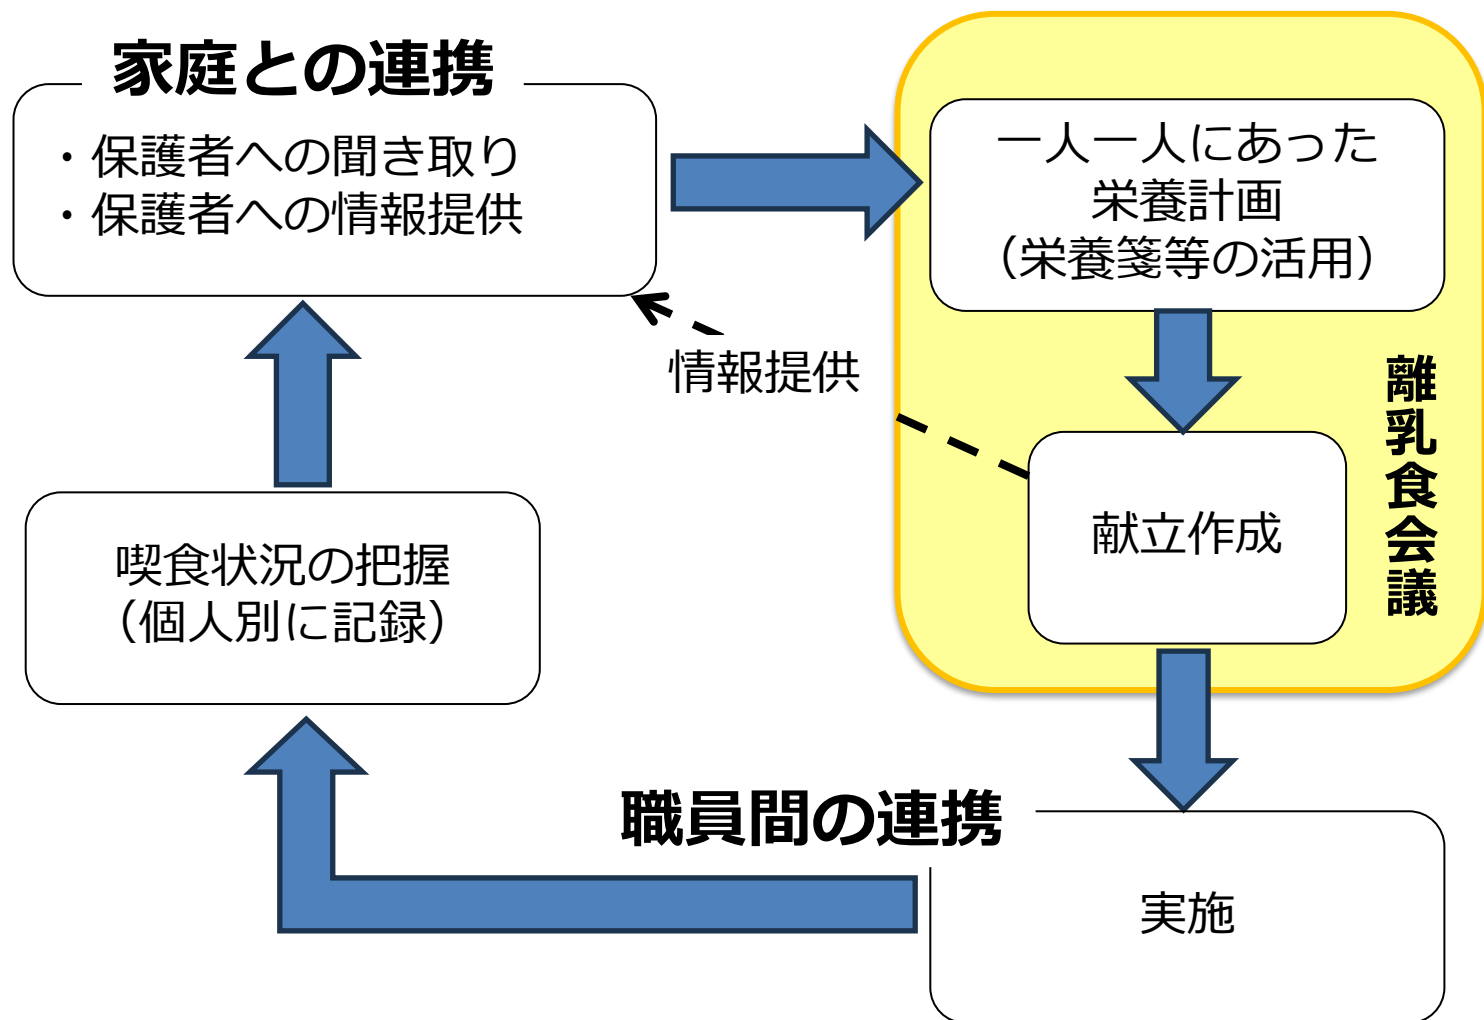 家庭との連携
・保護者への聞き取り
・保護者への情報提供
一人一人にあった
栄養計画
（栄養箋等の活用）
情報提供
離乳食会議
献立作成
喫食状況の把握
（個人別に記録）
職員間の連携
実施